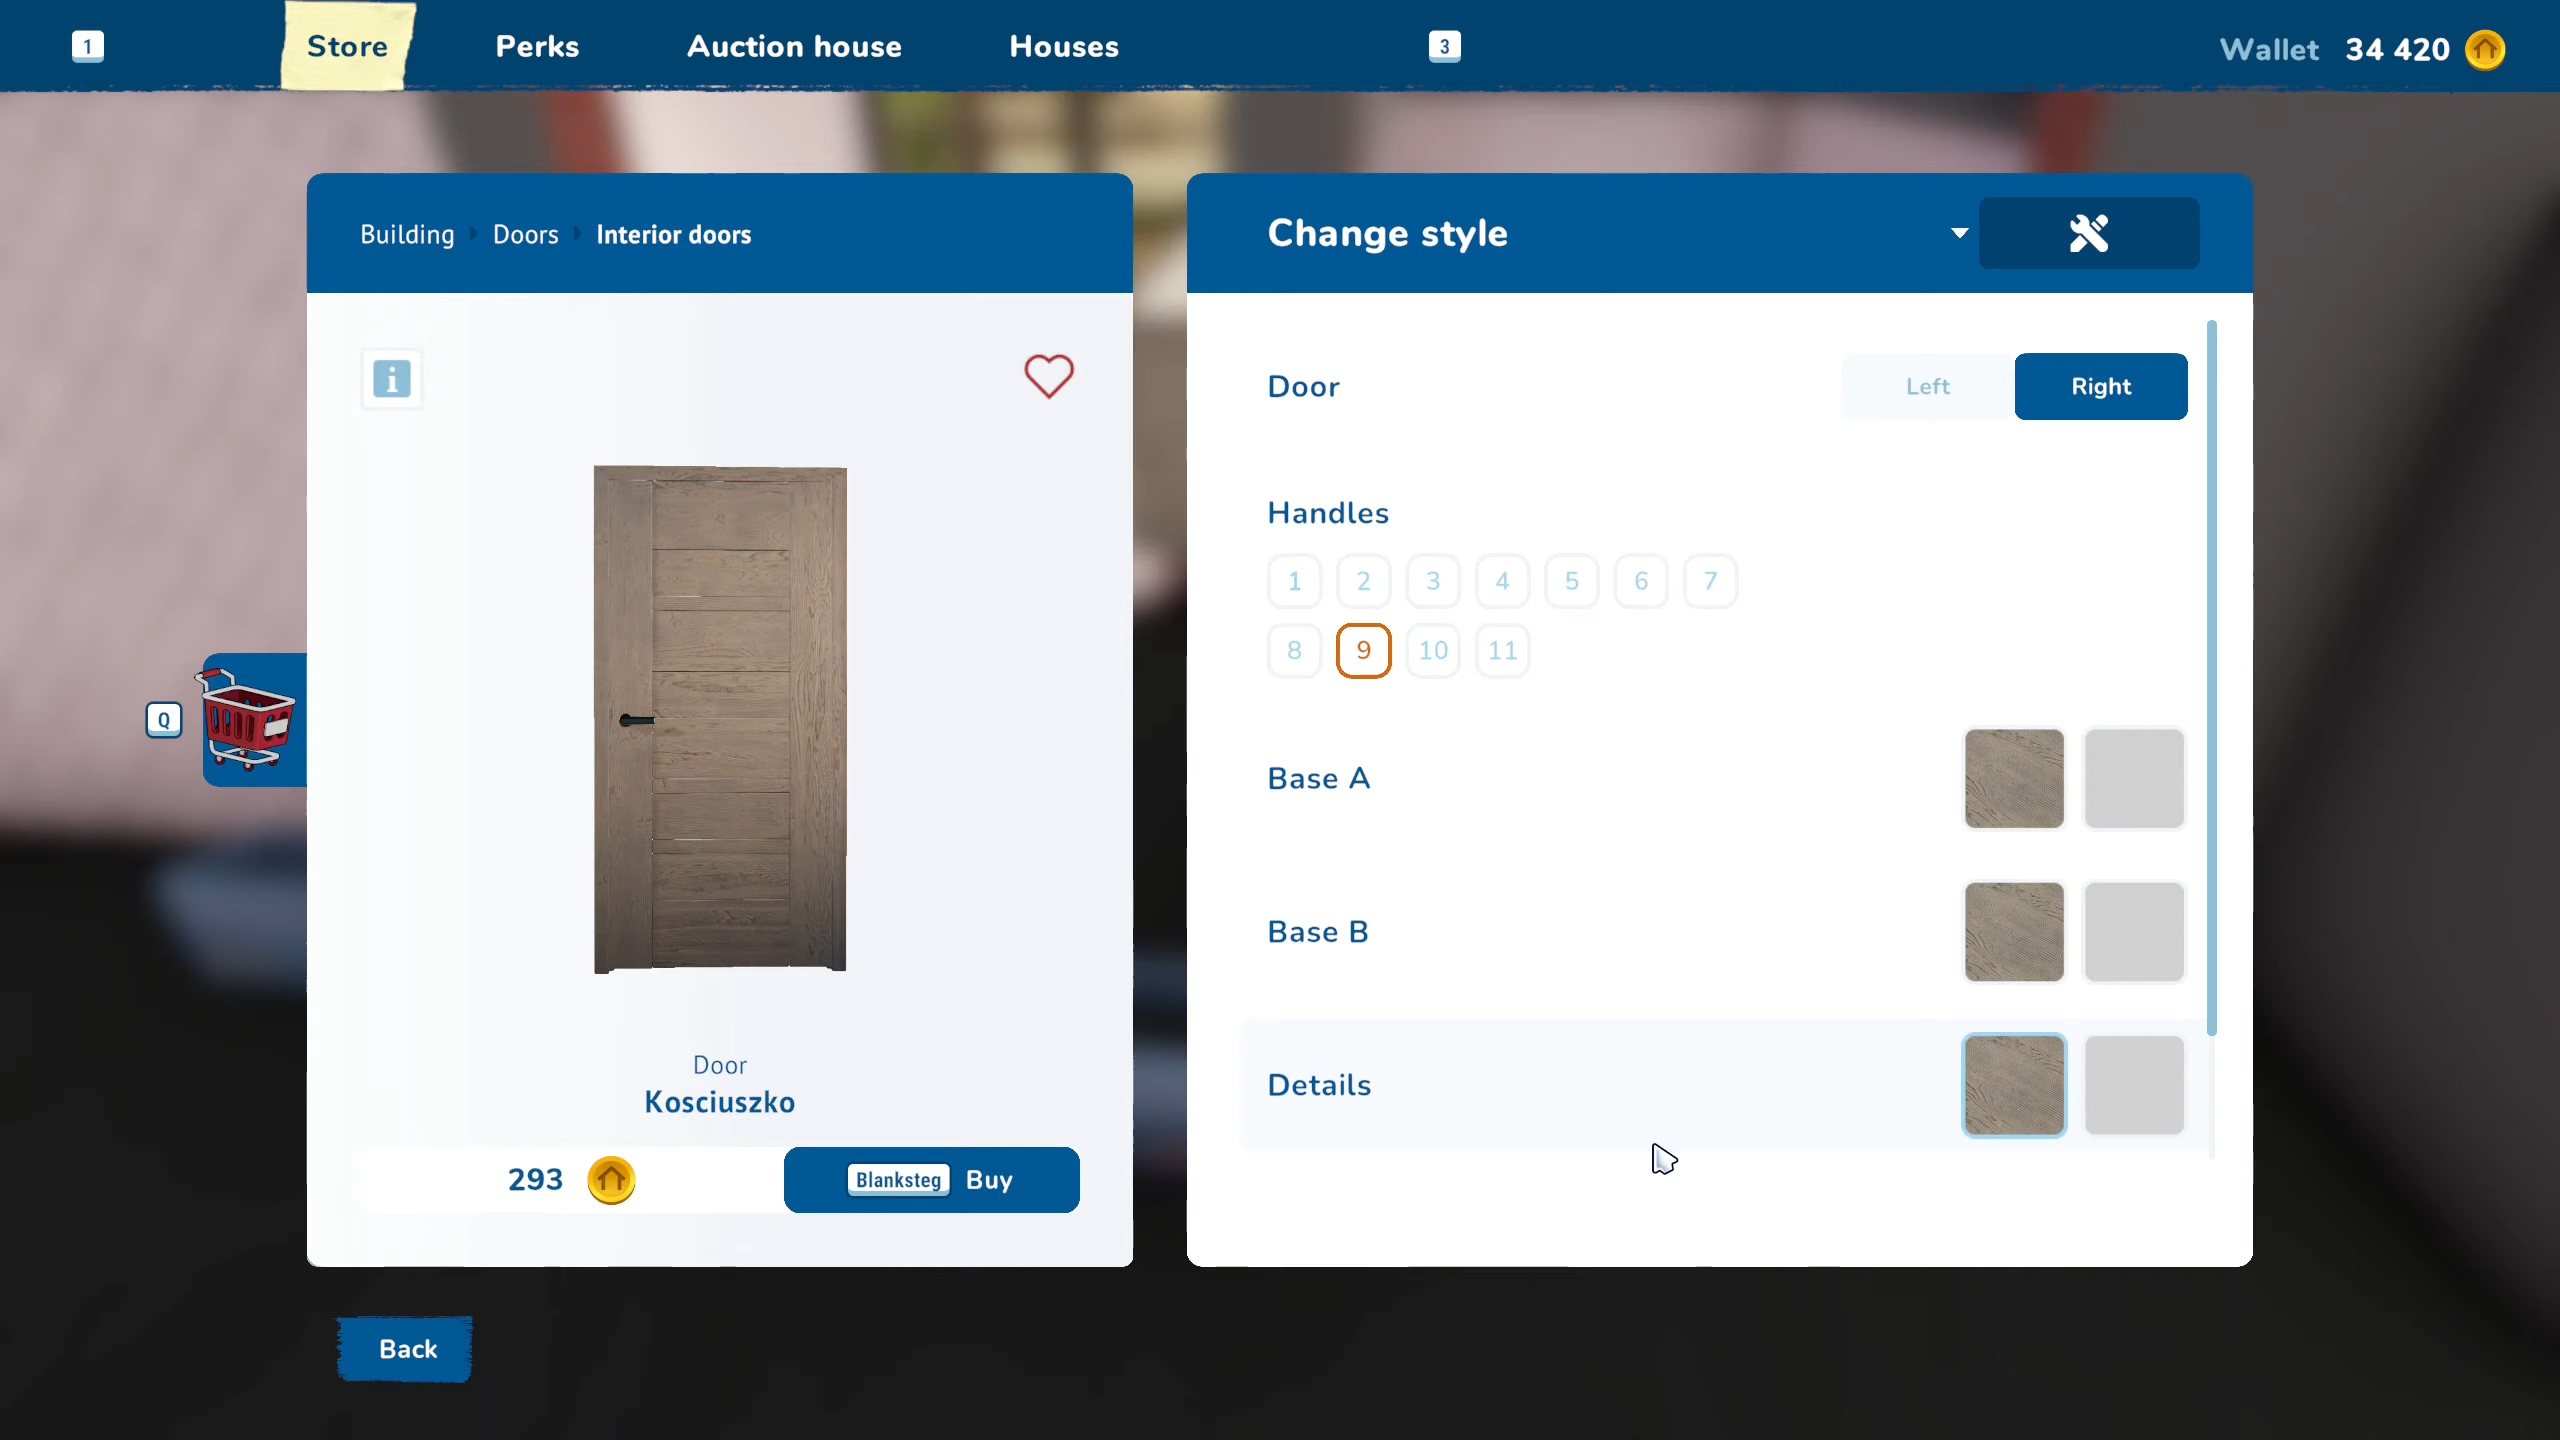 1
Store
Perks
Auction house
Houses
3
Wallet 34 420
Building Doors Interior doors
i
Door
Kosciuszko
293
Blanksteg Buy
Q
Back
Change style
Door
Left
Right
Handles
1 2 3 4 5 6 7
8 9 10 11
Base A
Base B
Details